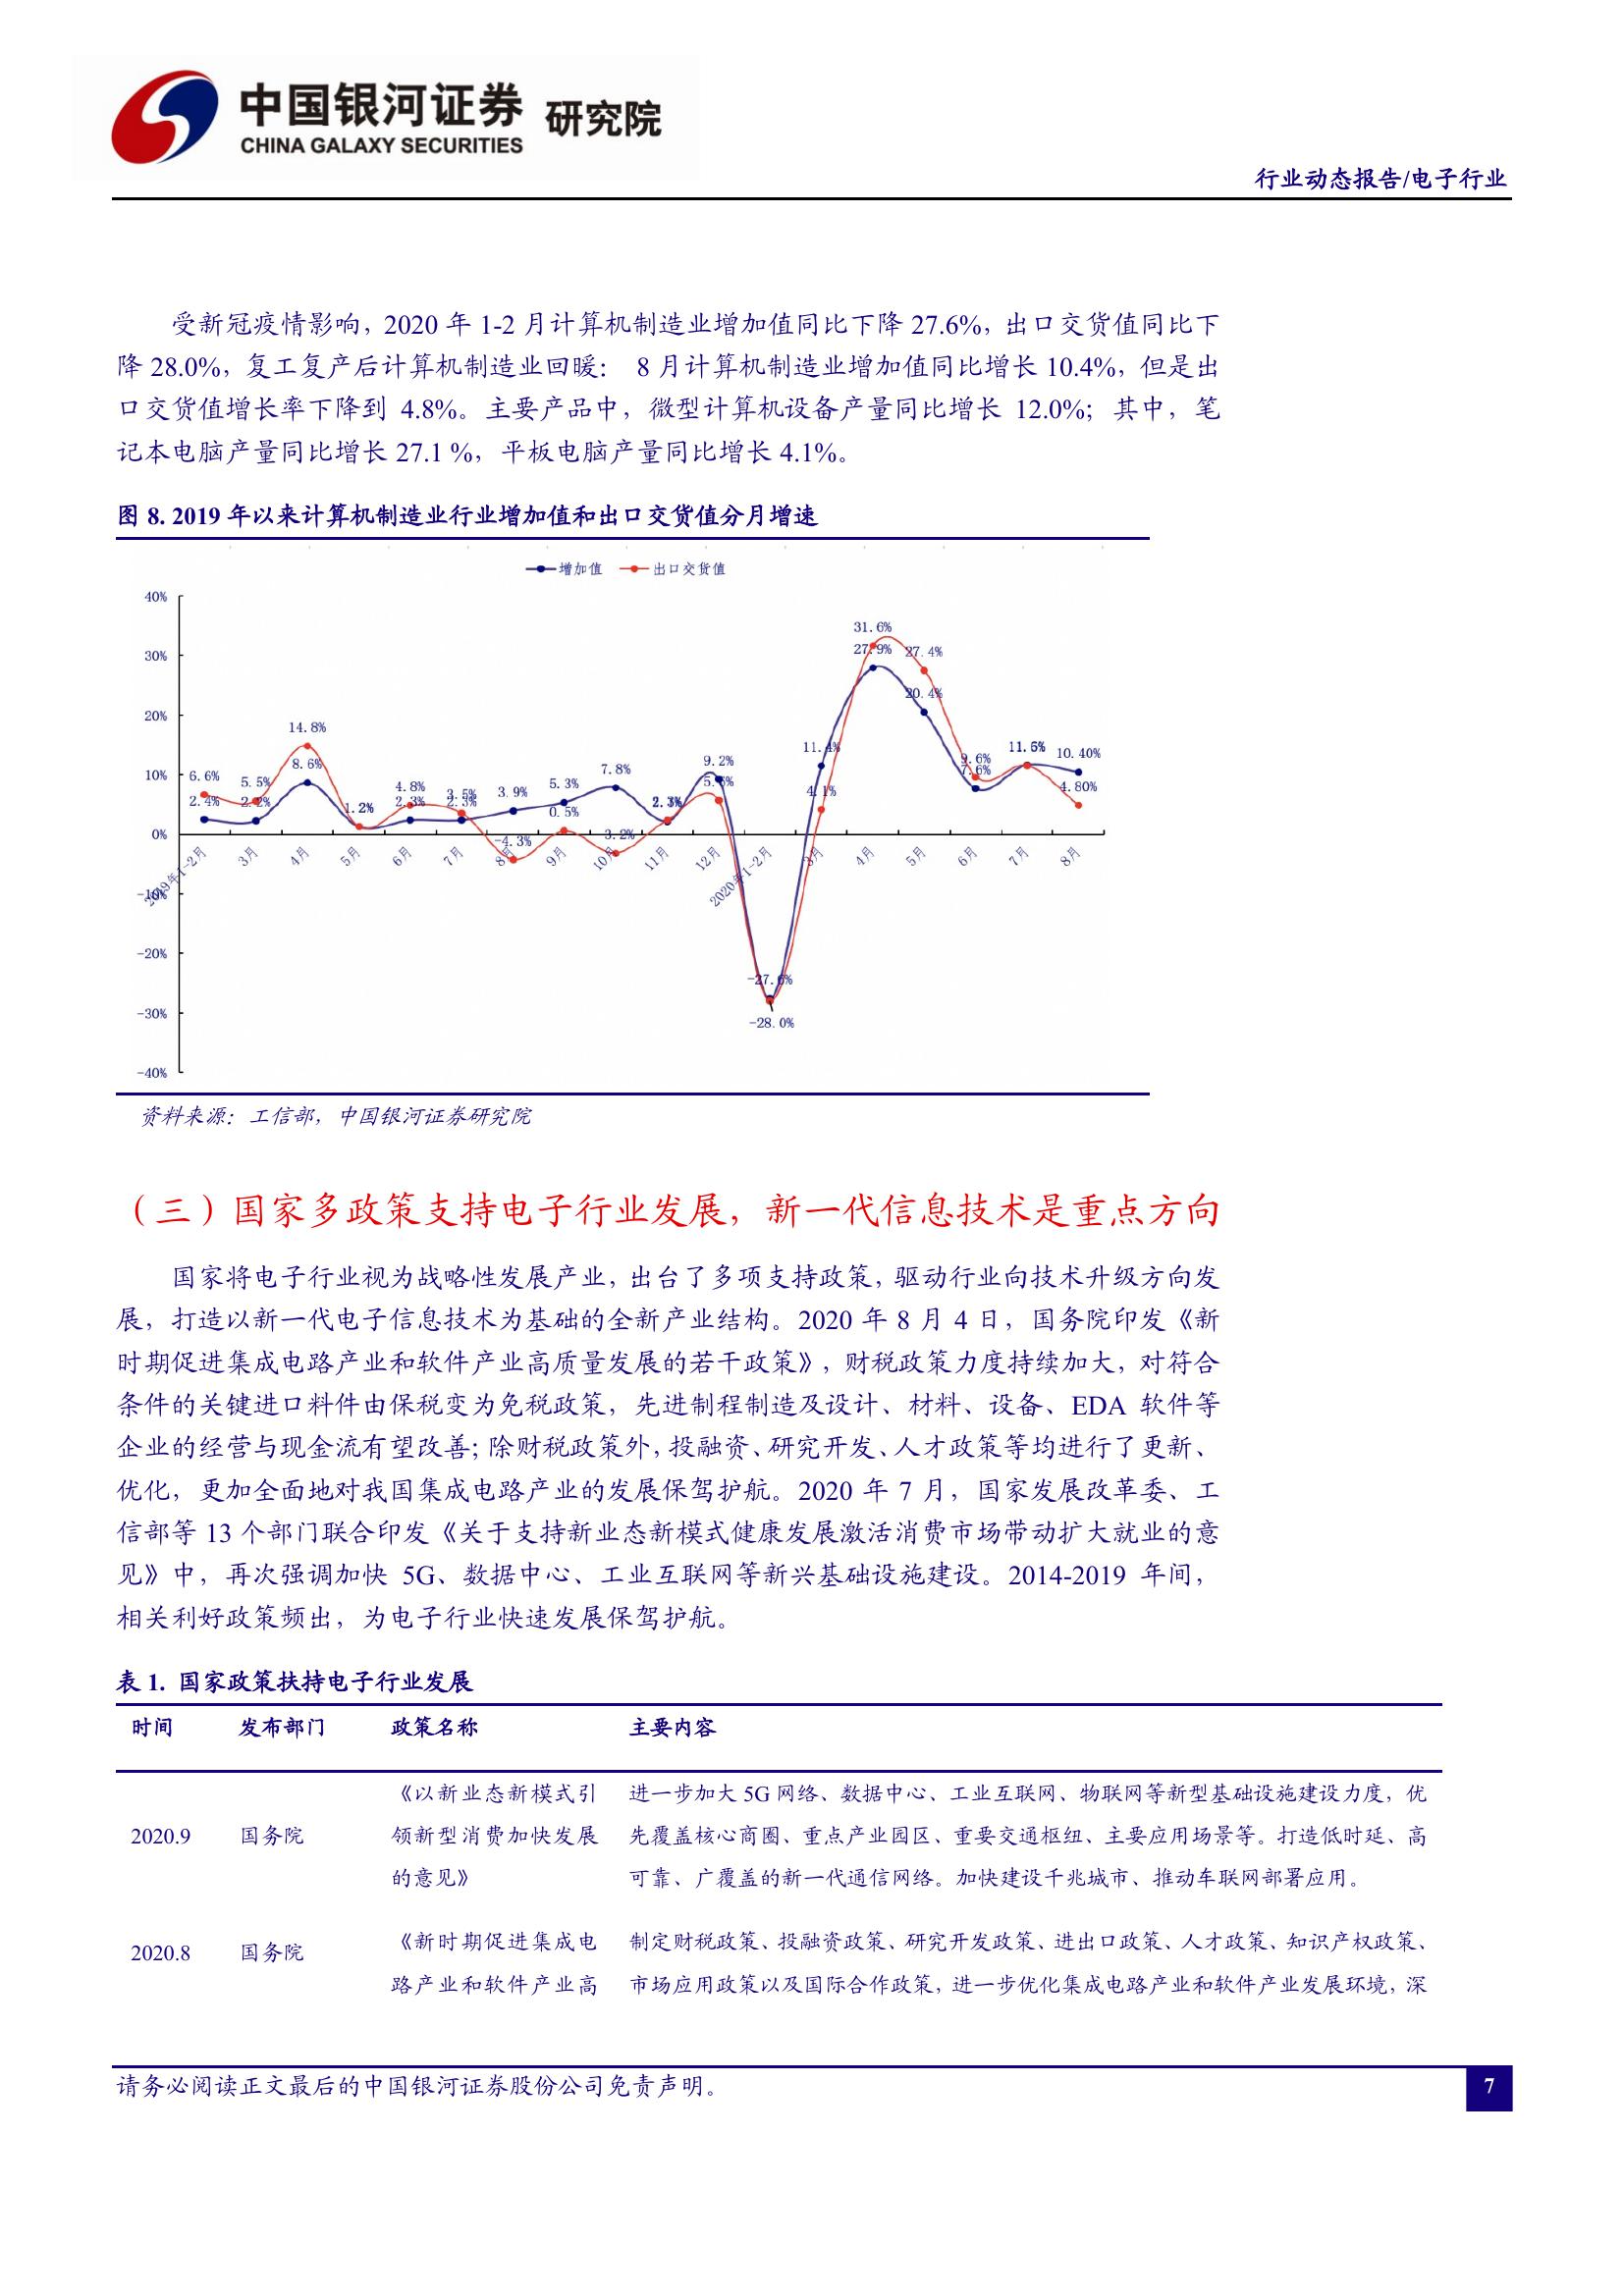 中国银河证券 研究院
CHINA GALAXY SECURITIES
行业动态报告/电子行业
受新冠疫情影响，2020 年 1-2 月计算机制造业增加值同比下降 27.6%，出口交货值同比下
降 28.0%，复工复产后计算机制造业回暖： 8 月计算机制造业增加值同比增长 10.4%，但是出
口交货值增长率下降到 4.8%。主要产品中，微型计算机设备产量同比增长 12.0%；其中，笔
记本电脑产量同比增长 27.1 %，平板电脑产量同比增长 4.1%。
图 8. 2019 年以来计算机制造业行业增加值和出口交货值分月增速
增加值 出口交货值
40%
30%
20%
10%
0%
-10%
-20%
-30%
-40%
6.6% 5.5% 14.8% 1.2% 4.8% 3.5% -4.3% 0.5% 3.2% 5.6% -28.0% 4.1% 31.6% 27.4% 9.6% 11.5% 4.80%
2.4% 2.2% 8.6% 2.3% 2.3% 3.9% 5.3% 7.8% 9.2% -27.6% 11.4% 27.9% 20.4% 7.6% 10.40%
2019年1-2月 3月 4月 5月 6月 7月 8月 9月 10月 11月 12月 2020年1-2月 3月 4月 5月 6月 7月 8月
资料来源：工信部，中国银河证券研究院
（三）国家多政策支持电子行业发展，新一代信息技术是重点方向
国家将电子行业视为战略性发展产业，出台了多项支持政策，驱动行业向技术升级方向发
展，打造以新一代电子信息技术为基础的全新产业结构。2020 年 8 月 4 日，国务院印发《新
时期促进集成电路产业和软件产业高质量发展的若干政策》，财税政策力度持续加大，对符合
条件的关键进口料件由保税变为免税政策，先进制程制造及设计、材料、设备、EDA 软件等
企业的经营与现金流有望改善；除财税政策外，投融资、研究开发、人才政策等均进行了更新、
优化，更加全面地对我国集成电路产业的发展保驾护航。2020 年 7 月，国家发展改革委、工
信部等 13 个部门联合印发《关于支持新业态新模式健康发展激活消费市场带动扩大就业的意
见》中，再次强调加快 5G、数据中心、工业互联网等新兴基础设施建设。2014-2019 年间，
相关利好政策频出，为电子行业快速发展保驾护航。
表 1. 国家政策扶持电子行业发展
时间 发布部门 政策名称 主要内容
《以新业态新模式引 进一步加大 5G 网络、数据中心、工业互联网、物联网等新型基础设施建设力度，优
2020.9 国务院 领新型消费加快发展 先覆盖核心商圈、重点产业园区、重要交通枢纽、主要应用场景等。打造低时延、高
的意见》 可靠、广覆盖的新一代通信网络。加快建设千兆城市、推动车联网部署应用。
2020.8 国务院 《新时期促进集成电 制定财税政策、投融资政策、研究开发政策、进出口政策、人才政策、知识产权政策、
路产业和软件产业高 市场应用政策以及国际合作政策，进一步优化集成电路产业和软件产业发展环境，深
请务必阅读正文最后的中国银河证券股份公司免责声明。
7